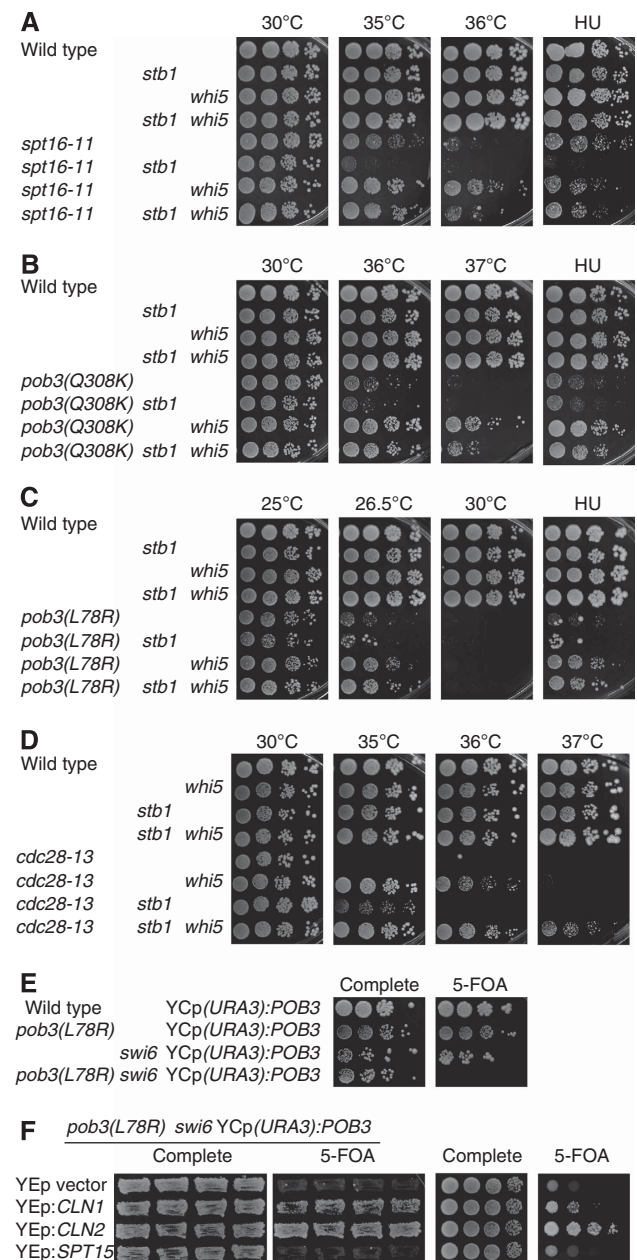 A
30°C 35°C 36°C HU
Wild type
stb1
whi5
stb1 whi5
spt16-11
spt16-11 stb1
spt16-11 whi5
spt16-11 stb1 whi5
B
30°C 36°C 37°C HU
Wild type
stb1
whi5
stb1 whi5
pob3(Q308K)
pob3(Q308K) stb1
pob3(Q308K) whi5
pob3(Q308K) stb1 whi5
C
25°C 26.5°C 30°C HU
Wild type
stb1
whi5
stb1 whi5
pob3(L78R)
pob3(L78R) stb1
pob3(L78R) whi5
pob3(L78R) stb1 whi5
D
30°C 35°C 36°C 37°C
Wild type
whi5
stb1
stb1 whi5
cdc28-13
cdc28-13 whi5
cdc28-13 stb1
cdc28-13 stb1 whi5
E
Complete 5-FOA
Wild type YCp(URA3):POB3
pob3(L78R) YCp(URA3):POB3
swi6 YCp(URA3):POB3
pob3(L78R) swi6 YCp(URA3):POB3
F
pob3(L78R) swi6 YCp(URA3):POB3
Complete 5-FOA Complete 5-FOA
YEp vector
YEp:CLN1
YEp:CLN2
YEp:SPT15